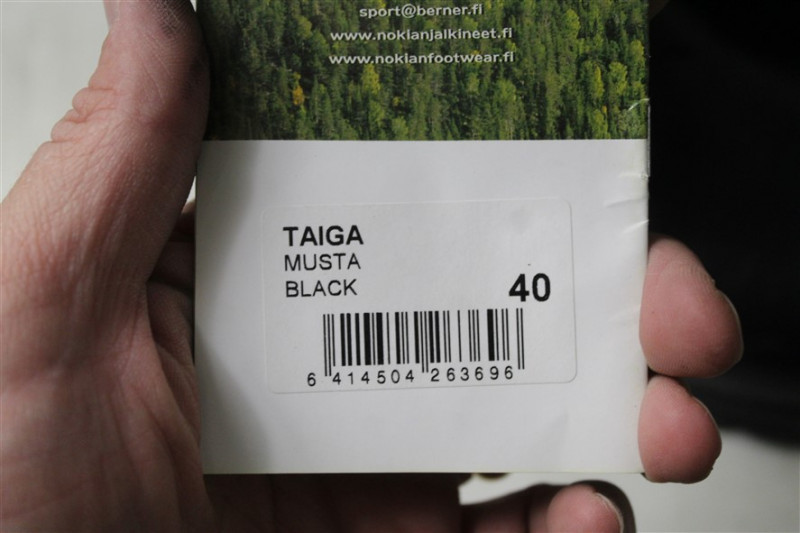 sport@berner.fi
www.nokianjalkineet.fi
www.nokianfootwear.fi
TAIGA
MUSTA
BLACK
40
6 414504 263696